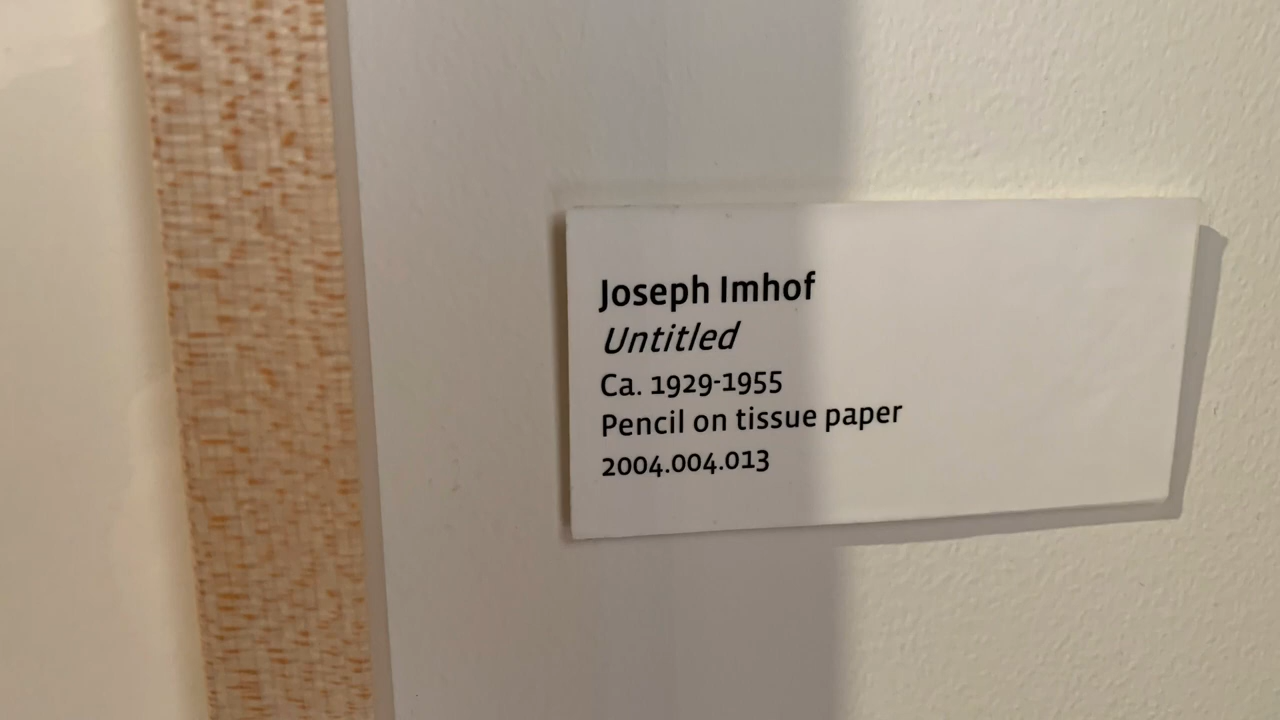 Joseph Imhof
Untitled
Ca. 1929-1955
Pencil on tissue paper
2004.004.013